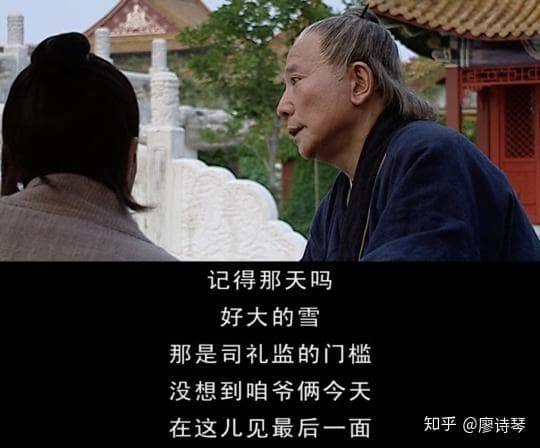 记得那天吗
好大的雪
那是司礼监的门槛
没想到咱爷俩今天
在这儿见最后一面
知乎 @廖诗琴